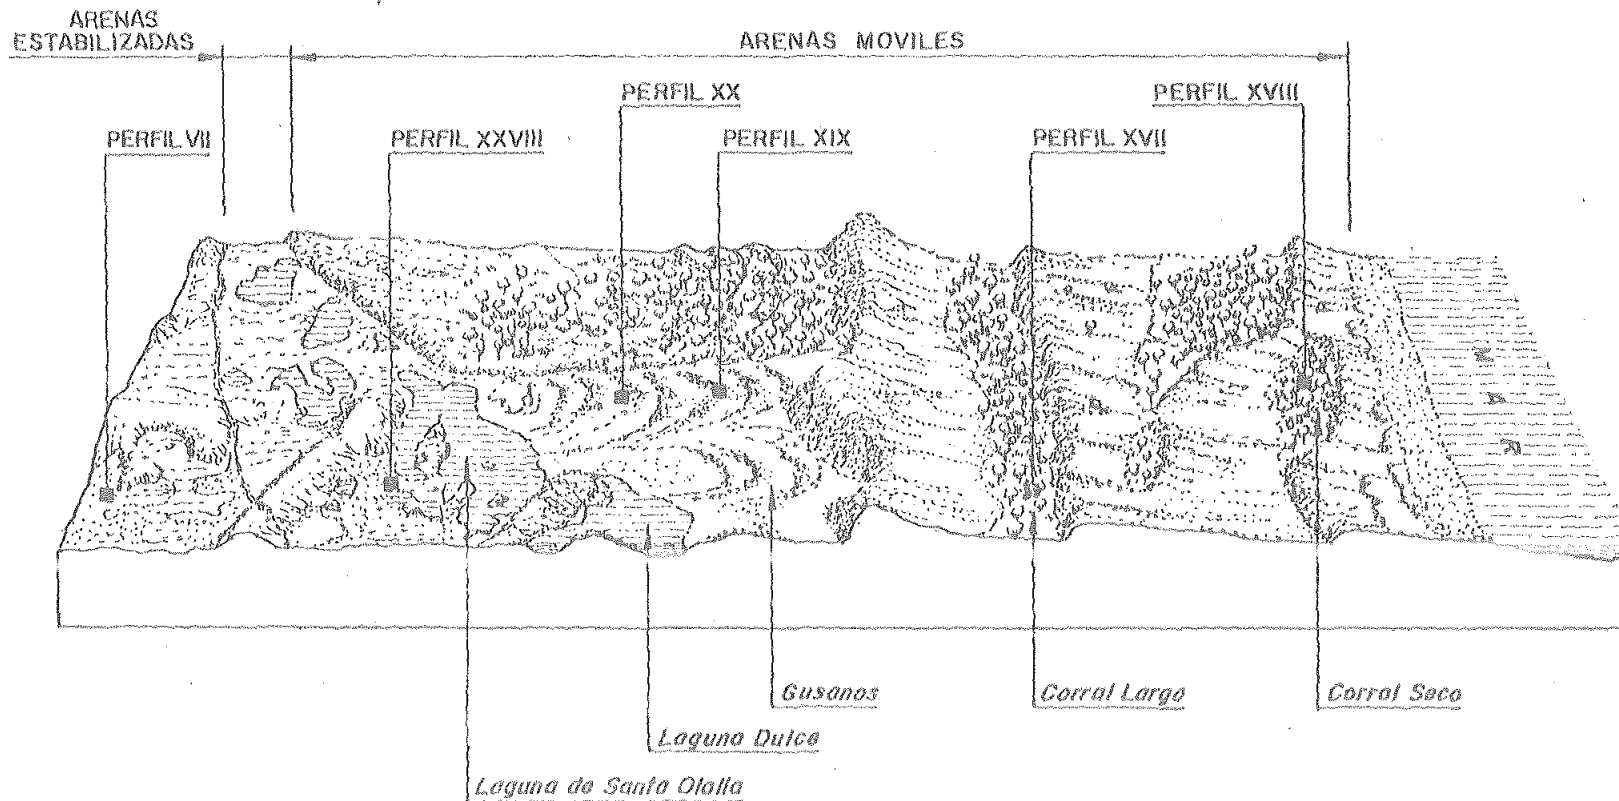 ARENAS
ESTABILIZADAS
ARENAS MOVILES
PERFIL XX
PERFIL XVIII
PERFIL VII
PERFIL XXVIII
PERFIL XIX
PERFIL XVII
Gusanos
Corral Largo
Corral Seco
Laguna Dulce
Laguna de Santa Olalla